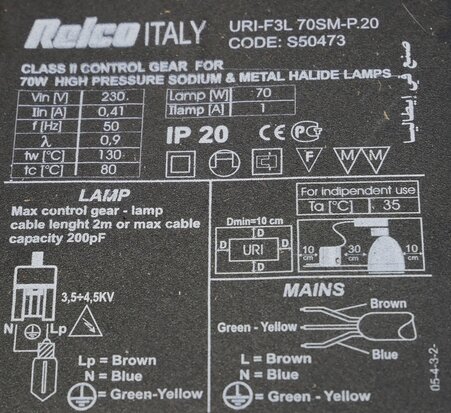 Relco ITALY
URI-F3L 70SM-P.20
CODE: S50473
CLASS II CONTROL GEAR FOR
70W HIGH PRESSURE SODIUM & METAL HALIDE LAMPS
صنع في إيطاليا
Vin [V] 230
Iin [A] 0,41
f [Hz] 50
λ 0,9
tw [°C] 130
tc [°C] 80
Lamp [W] 70
Ilamp [A] 1
IP 20 CE PC
F M M
LAMP
Max control gear - lamp
cable lenght 2m or max cable
capacity 200pF
3,5÷4,5KV
N Lp
Lp = Brown
N = Blue
= Green-Yellow
Dmin=10 cm
D
D URI D
D
For indipendent use
Ta [°C] 35
10 cm 30 cm 10 cm
MAINS
Brown
Green - Yellow
Blue
L = Brown
N = Blue
= Green-Yellow
05-4-3-2-